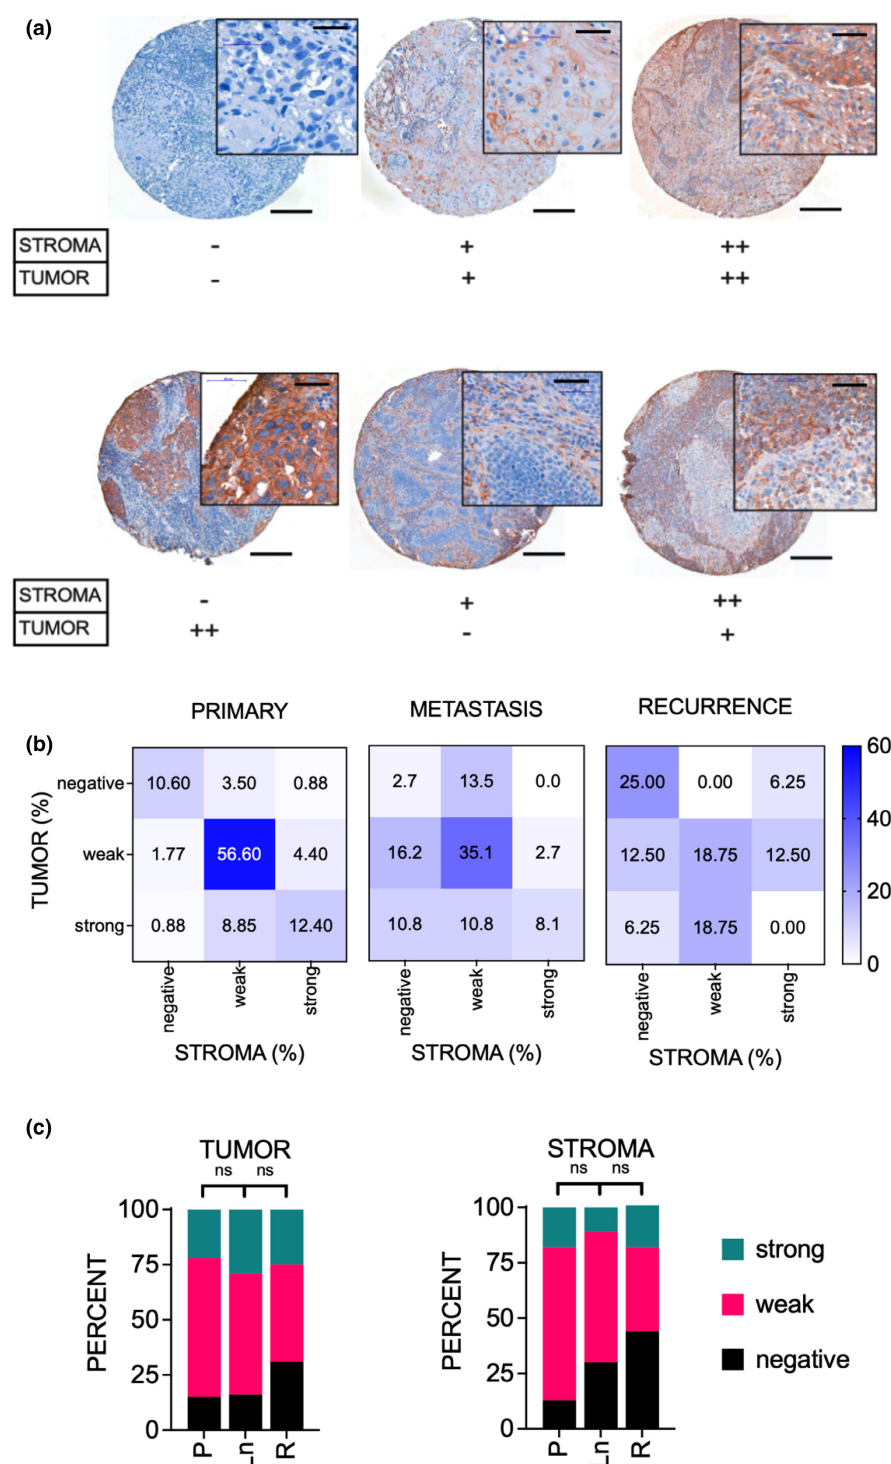 (a)
STROMA - + ++
TUMOR - + ++
STROMA - + ++
TUMOR ++ - +
(b)
PRIMARY METASTASIS RECURRENCE
TUMOR (%)
negative 10.60 3.50 0.88 2.7 13.5 0.0 25.00 0.00 6.25
weak 1.77 56.60 4.40 16.2 35.1 2.7 12.50 18.75 12.50
strong 0.88 8.85 12.40 10.8 10.8 8.1 6.25 18.75 0.00
60
40
20
0
negative weak strong negative weak strong negative weak strong
STROMA (%) STROMA (%) STROMA (%)
(c)
TUMOR
ns ns
PERCENT
100
75
50
25
0
P Ln R
STROMA
ns ns
PERCENT
100
75
50
25
0
P Ln R
strong
weak
negative